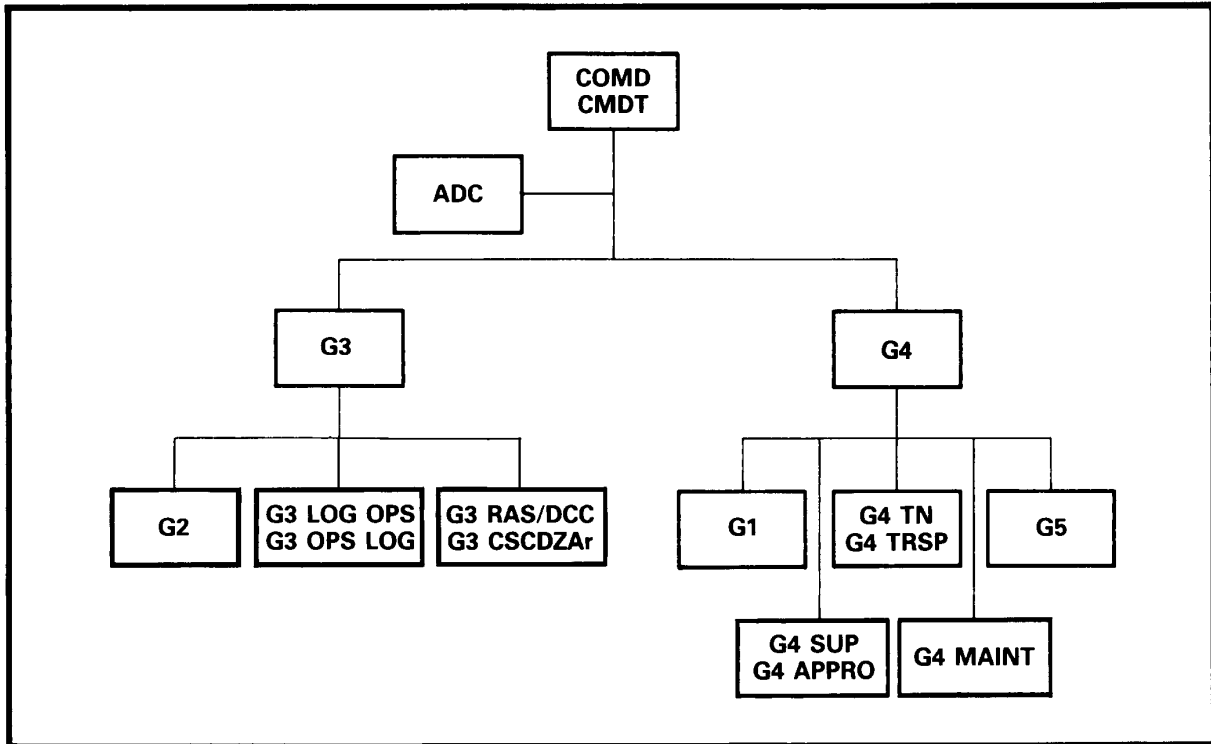 COMD
CMDT
ADC
G3
G4
G2
G3 LOG OPS
G3 OPS LOG
G3 RAS/DCC
G3 CSCDZAr
G1
G4 TN
G4 TRSP
G5
G4 SUP
G4 APPRO
G4 MAINT